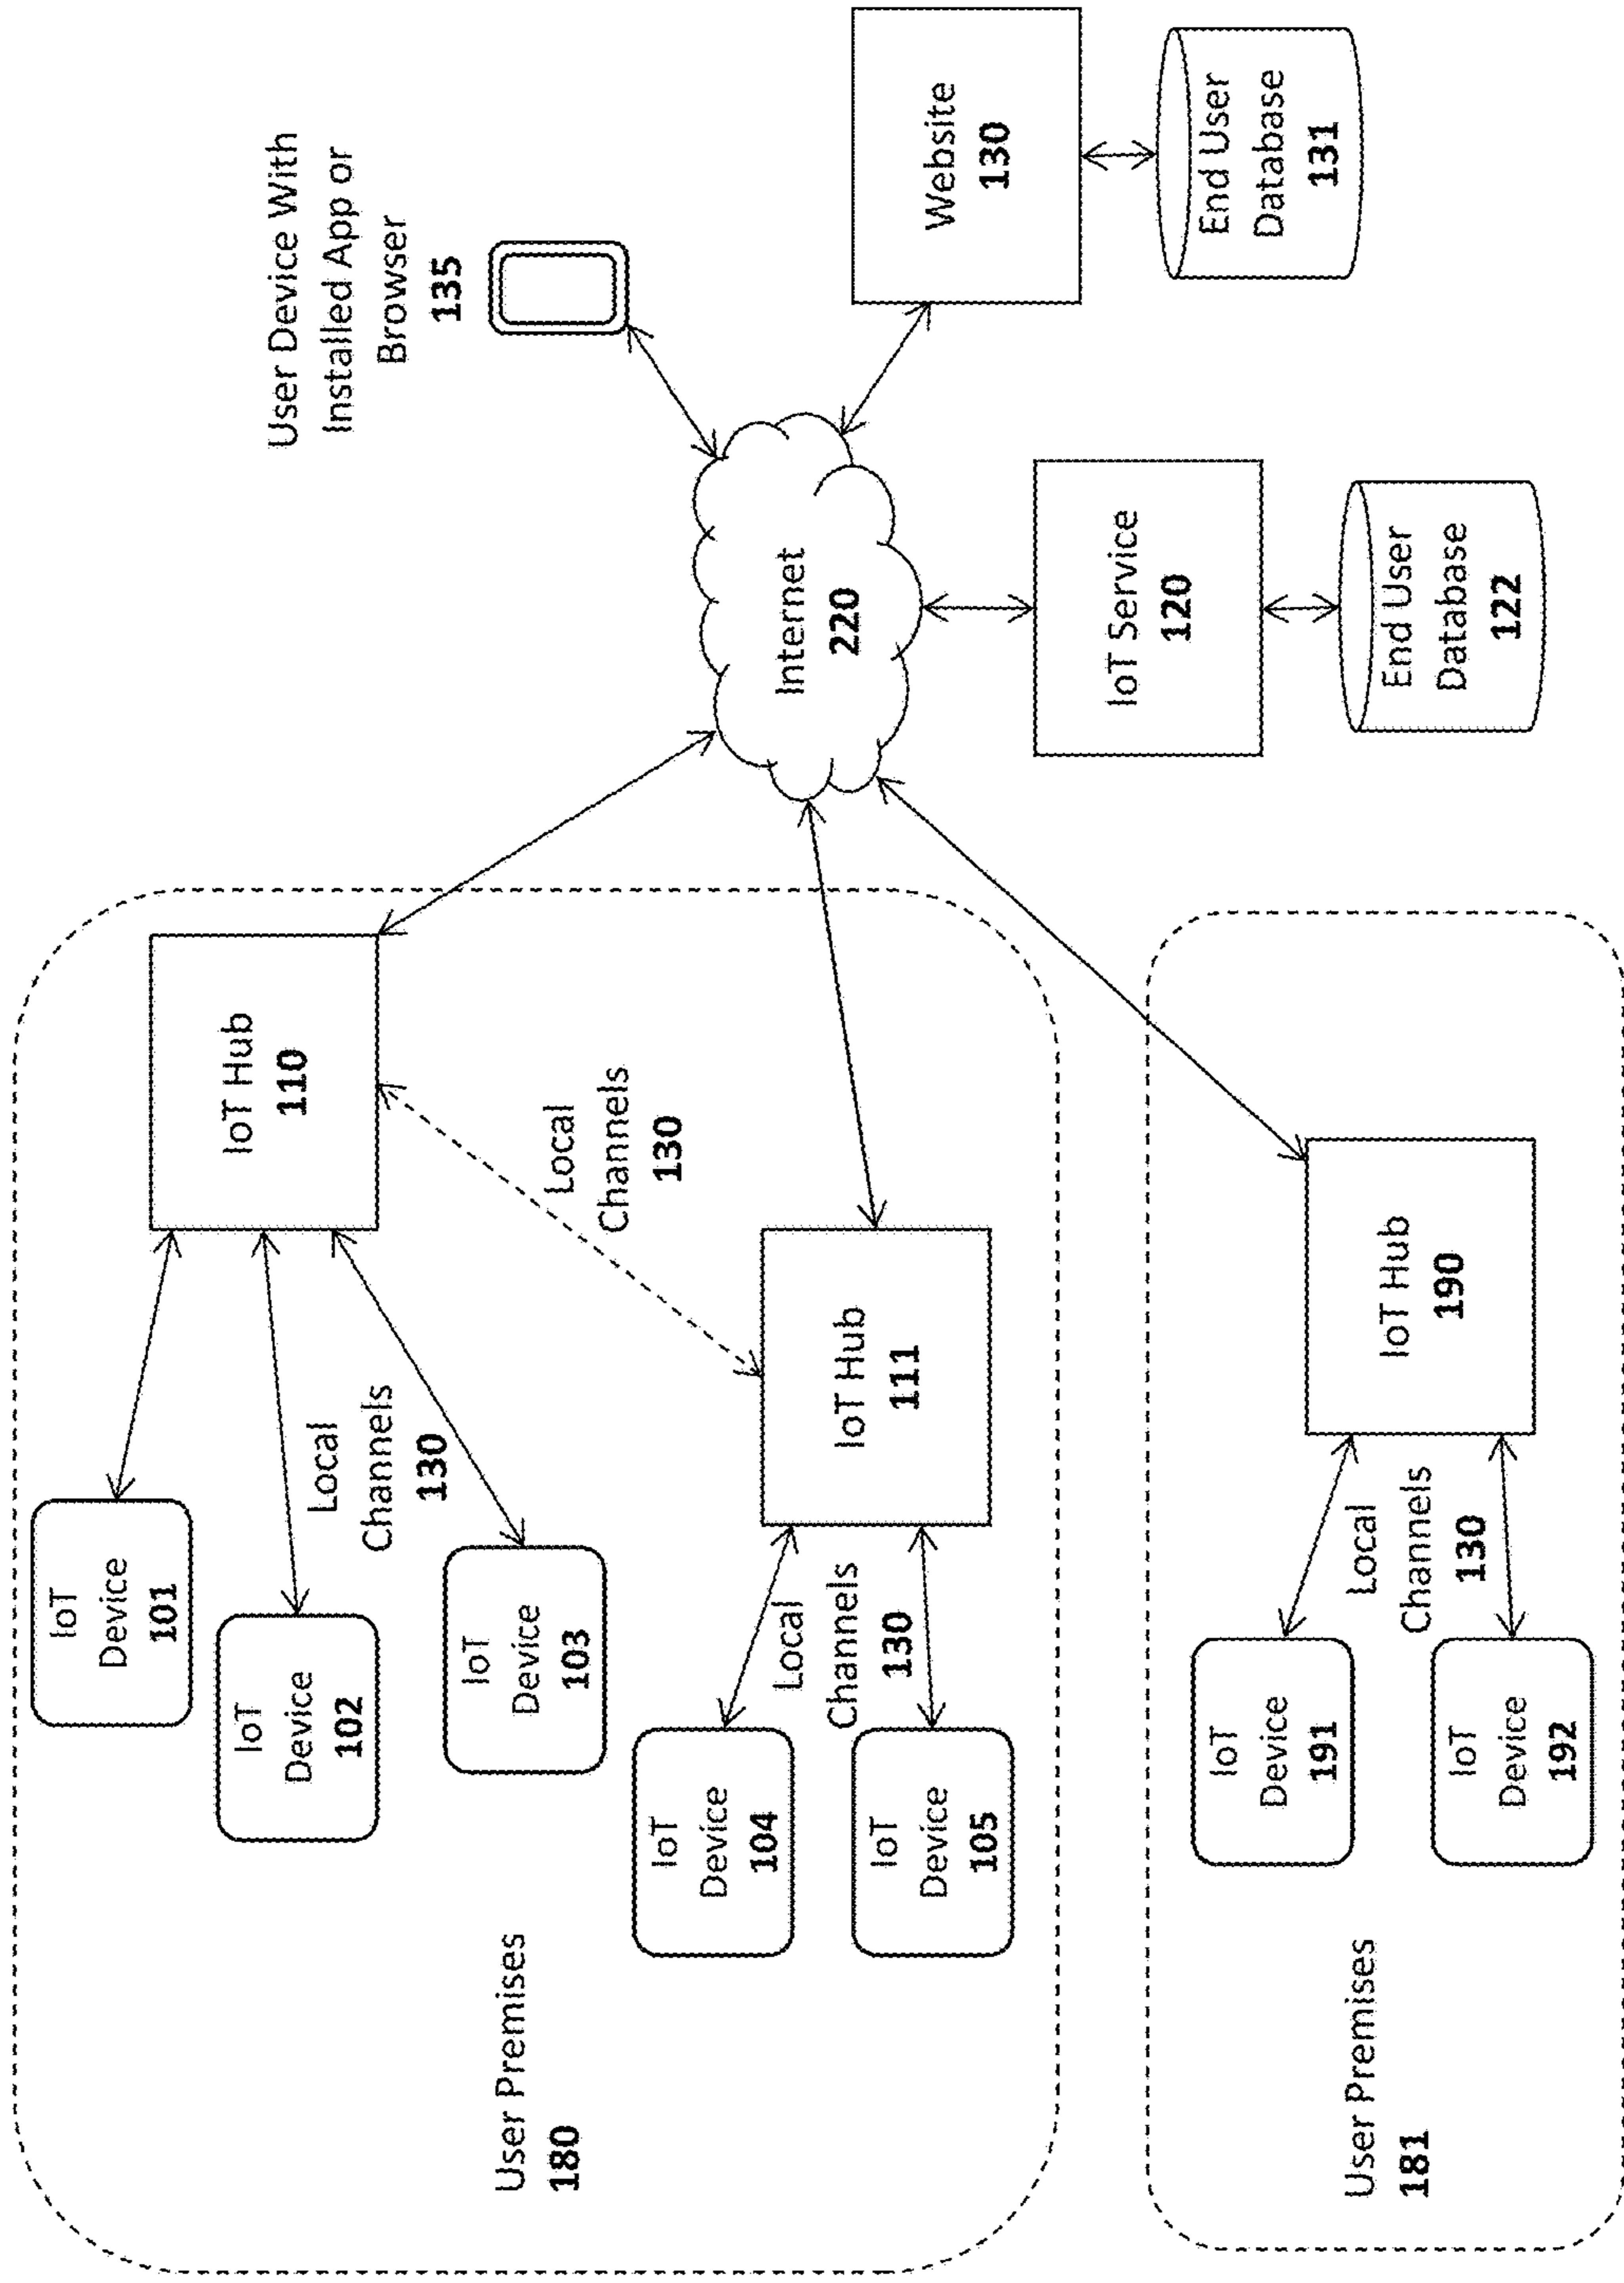 IoT
Device
101
IoT
Device
102
IoT
Device
103
Local
Channels
130
IoT Hub
110
User Device With
Installed App or
Browser
135
User Premises
180
Local
Channels
130
IoT
Device
104
IoT
Device
105
Local
Channels
130
IoT Hub
111
Internet
220
Website
130
End User
Database
131
IoT Service
120
End User
Database
122
User Premises
181
IoT
Device
191
IoT
Device
192
Local
Channels
130
IoT Hub
190